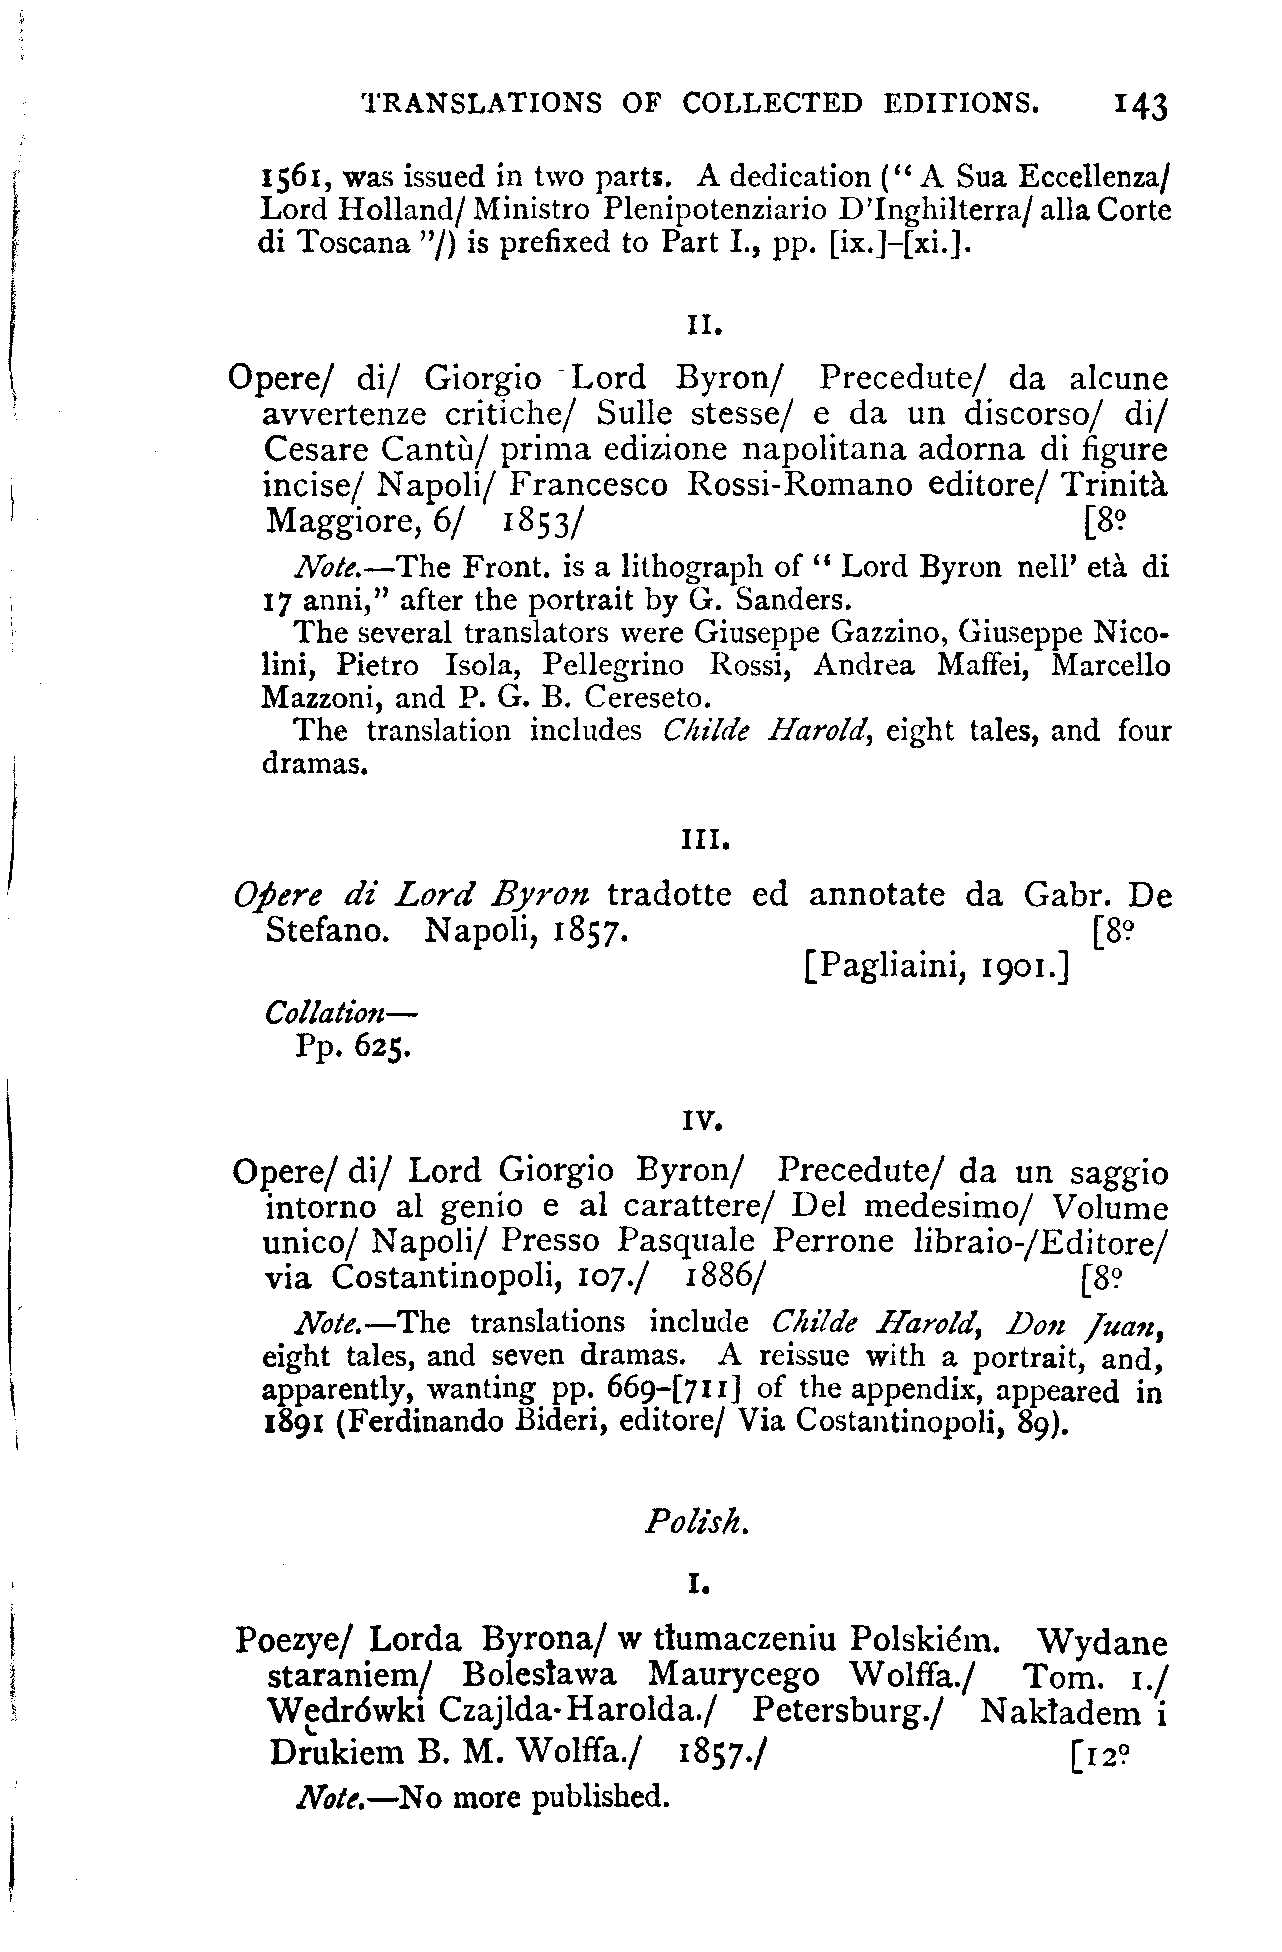 TRANSLATIONS OF COLLECTED EDITIONS. 143
1561, was issued in two parts. A dedication (“ A Sua Eccellenza/
Lord Holland/ Ministro Plenipotenziario D'Inghilterra/ alla Corte
di Toscana ”/) is prefixed to Part I., pp. [ix.]–[xi.].
II.
Opere/ di/ Giorgio Lord Byron/ Precedute/ da alcune
avvertenze critiche/ Sulle stesse/ e da un discorso/ di/
Cesare Cantù/ prima edizione napolitana adorna di figure
incise/ Napoli/ Francesco Rossi-Romano editore/ Trinità
Maggiore, 6/ 1853/ [8º
Note.—The Front. is a lithograph of “ Lord Byron nell' età di
17 anni,” after the portrait by G. Sanders.
The several translators were Giuseppe Gazzino, Giuseppe Nico-
lini, Pietro Isola, Pellegrino Rossi, Andrea Maffei, Marcello
Mazzoni, and P. G. B. Cereseto.
The translation includes Childe Harold, eight tales, and four
dramas.
III.
Opere di Lord Byron tradotte ed annotate da Gabr. De
Stefano. Napoli, 1857. [8º
[Pagliaini, 1901.]
Collation—
Pp. 625.
IV.
Opere/ di/ Lord Giorgio Byron/ Precedute/ da un saggio
intorno al genio e al carattere/ Del medesimo/ Volume
unico/ Napoli/ Presso Pasquale Perrone libraio-/Editore/
via Costantinopoli, 107./ 1886/ [8º
Note.—The translations include Childe Harold, Don Juan,
eight tales, and seven dramas. A reissue with a portrait, and,
apparently, wanting pp. 669–[711] of the appendix, appeared in
1891 (Ferdinando Bideri, editore/ Via Costantinopoli, 89).
Polish.
I.
Poezye/ Lorda Byrona/ w tłumaczeniu Polskiém. Wydane
staraniem/ Bolesława Maurycego Wolffa./ Tom. 1./
Wędrówki Czajlda-Harolda./ Petersburg./ Nakładem i
Drukiem B. M. Wolffa./ 1857./ [12º
Note.—No more published.